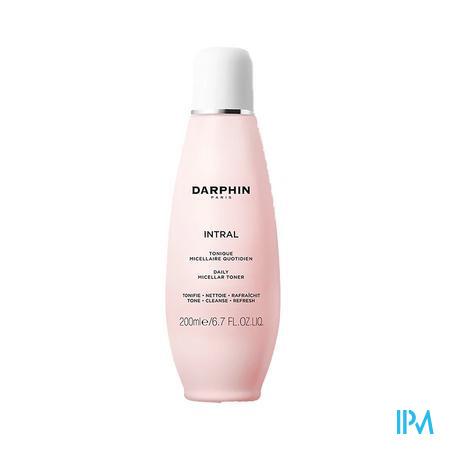 DARPHIN
PARIS
INTRAL
TONIQUE
MICELLAIRE QUOTIDIEN
DAILY
MICELLAR TONER
TONIFIE • NETTOIE • RAFRAÎCHIT
TONE • CLEANSE • REFRESH
200ml℮/6.7 FL.OZ.LIQ.
IPM